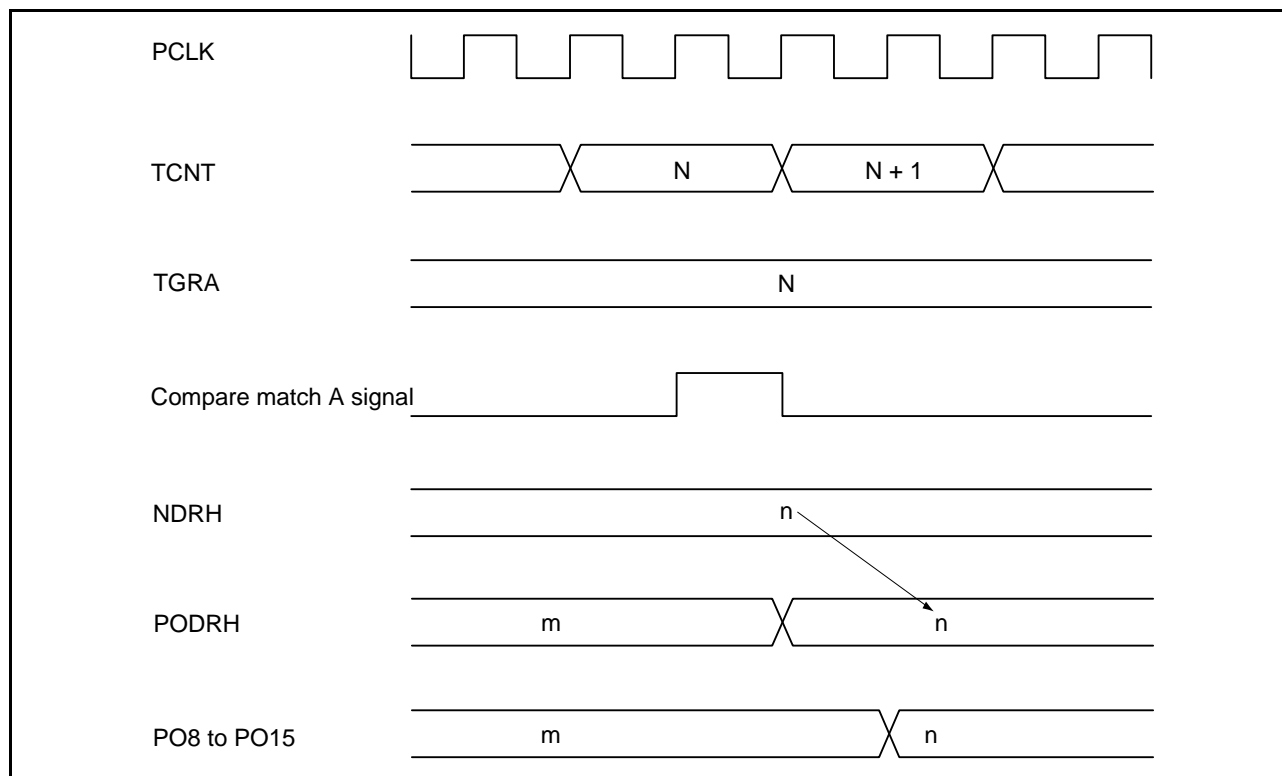 PCLK
TCNT
N
N + 1
TGRA
N
Compare match A signal
NDRH
n
PODRH
m
n
PO8 to PO15
m
n